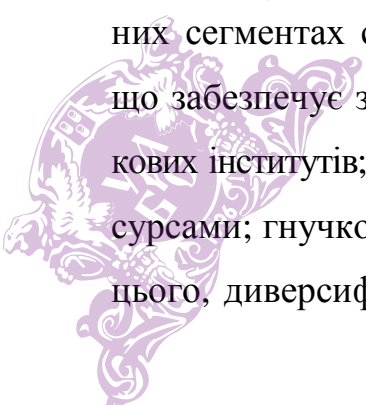 них сегментах с
що забезпечує з
кових інститутів;
сурсами; гнучко
цього, диверсиф